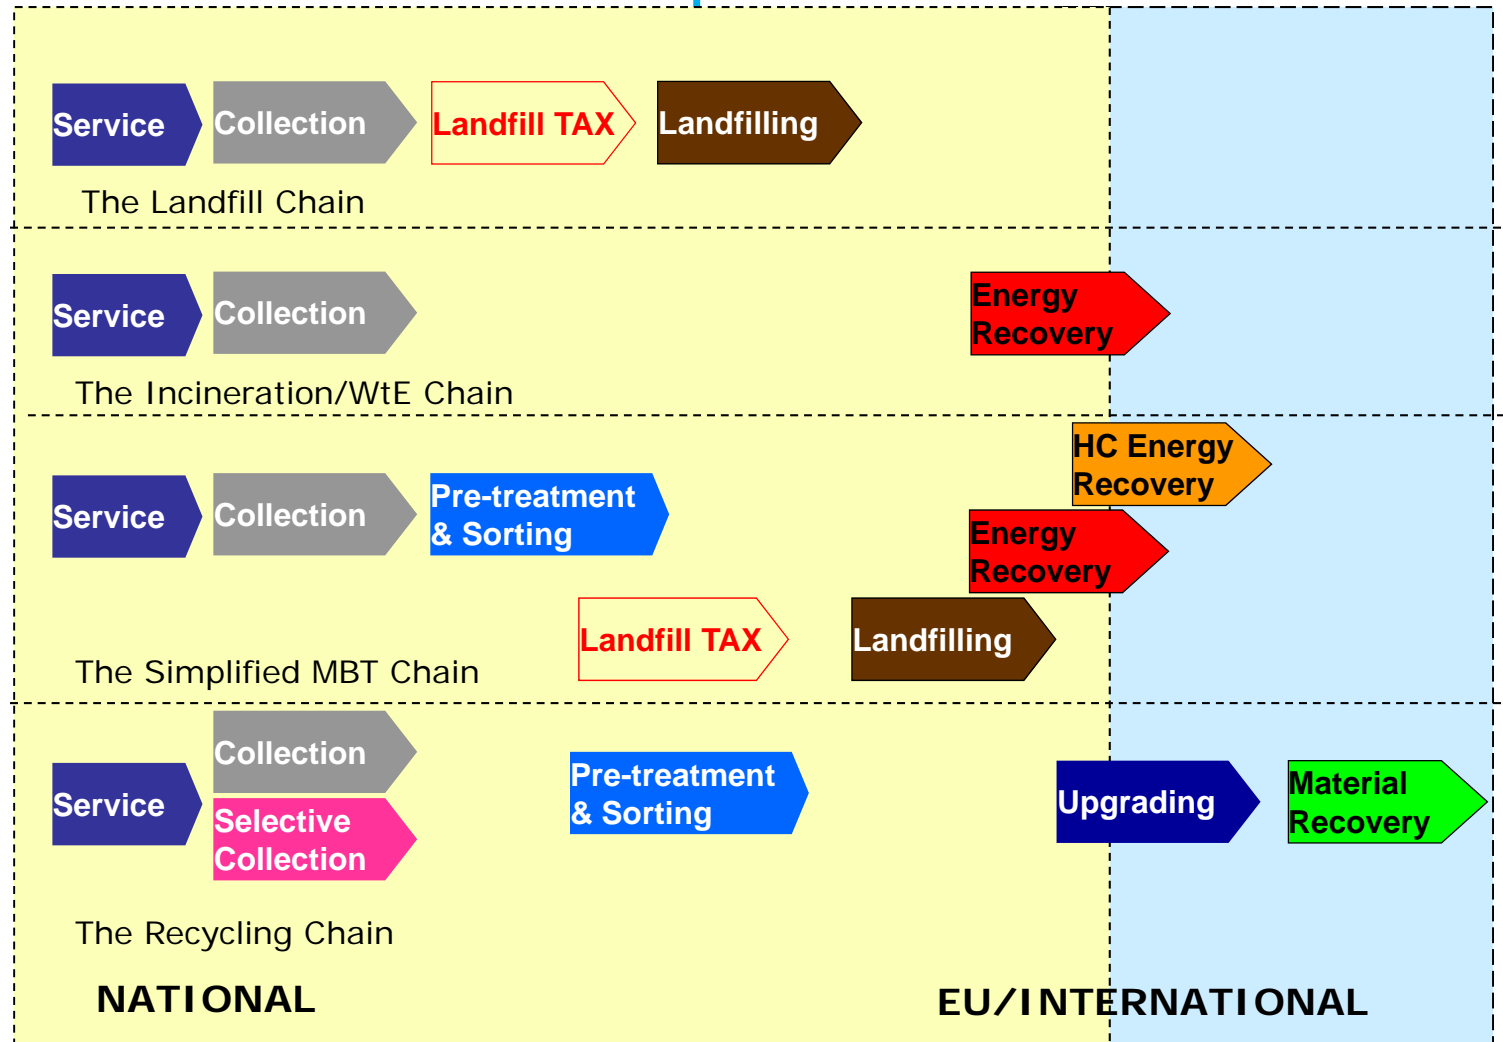 Service
Collection
Landfill TAX
Landfilling
The Landfill Chain
Service
Collection
Energy
Recovery
The Incineration/WtE Chain
HC Energy
Recovery
Service
Collection
Pre-treatment
& Sorting
Energy
Recovery
Landfill TAX
Landfilling
The Simplified MBT Chain
Service
Collection
Selective
Collection
Pre-treatment
& Sorting
Upgrading
Material
Recovery
The Recycling Chain
NATIONAL
EU/INTERNATIONAL